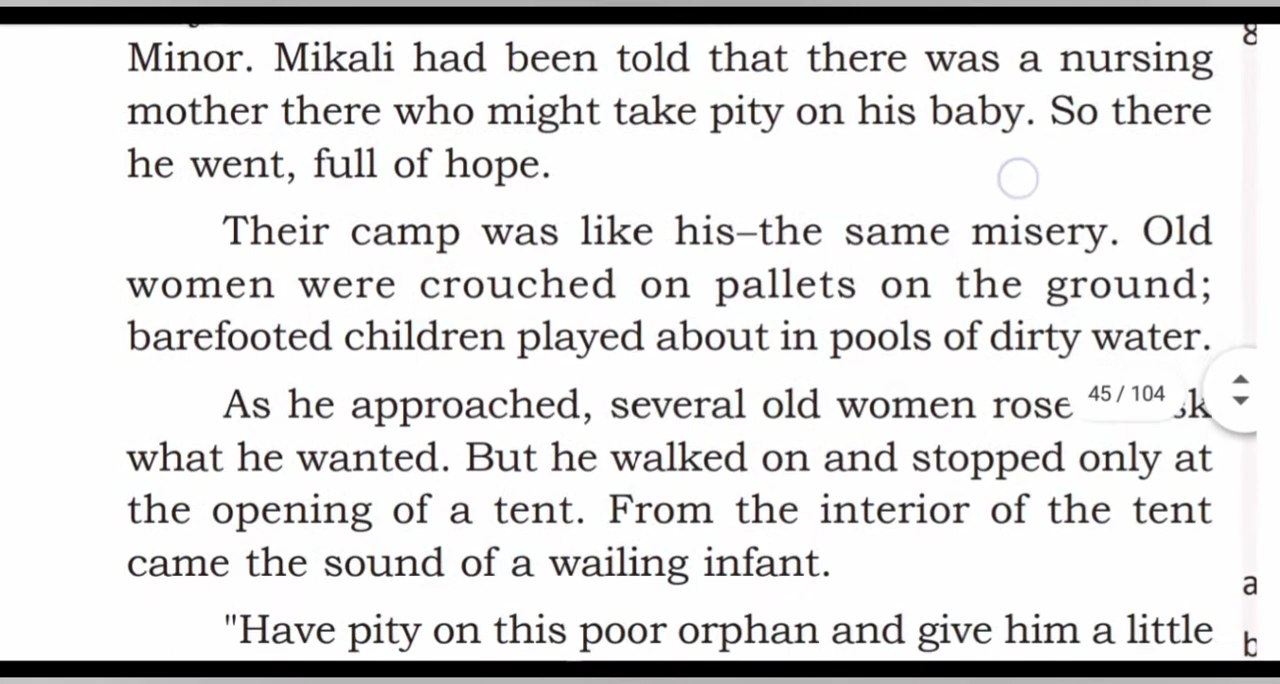 Minor. Mikali had been told that there was a nursing
mother there who might take pity on his baby. So there
he went, full of hope.
Their camp was like his–the same misery. Old
women were crouched on pallets on the ground;
barefooted children played about in pools of dirty water.
As he approached, several old women rose
45 / 104
what he wanted. But he walked on and stopped only at
the opening of a tent. From the interior of the tent
came the sound of a wailing infant.
"Have pity on this poor orphan and give him a little